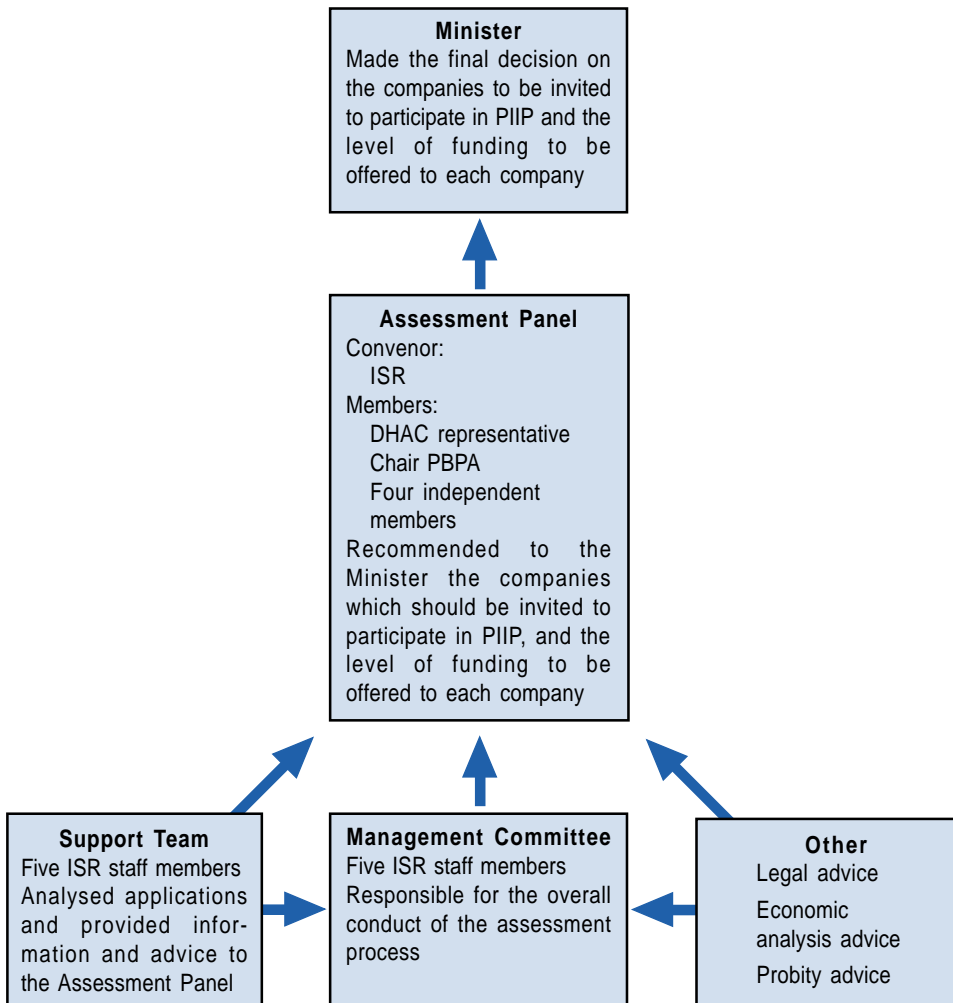 Minister
Made the final decision on
the companies to be invited
to participate in PIIP and the
level of funding to be
offered to each company
Assessment Panel
Convenor:
ISR
Members:
DHAC representative
Chair PBPA
Four independent
members
Recommended to the
Minister the companies
which should be invited to
participate in PIIP, and the
level of funding to be
offered to each company
Support Team
Five ISR staff members
Analysed applications
and provided infor-
mation and advice to
the Assessment Panel
Management Committee
Five ISR staff members
Responsible for the overall
conduct of the assessment
process
Other
Legal advice
Economic
analysis advice
Probity advice